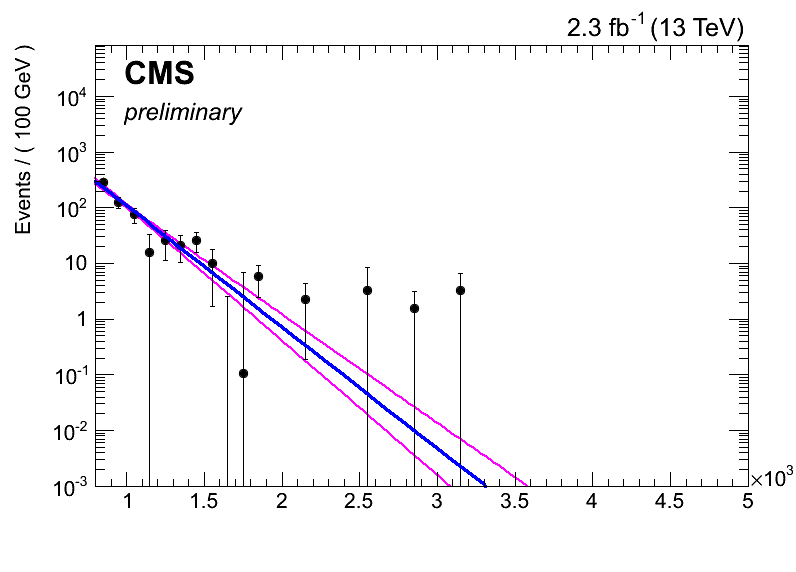 2.3 fb⁻¹ (13 TeV)
CMS
preliminary
Events / ( 100 GeV )
10⁴
10³
10²
10
1
10⁻¹
10⁻²
10⁻³
1 1.5 2 2.5 3 3.5 4 4.5 5
×10³